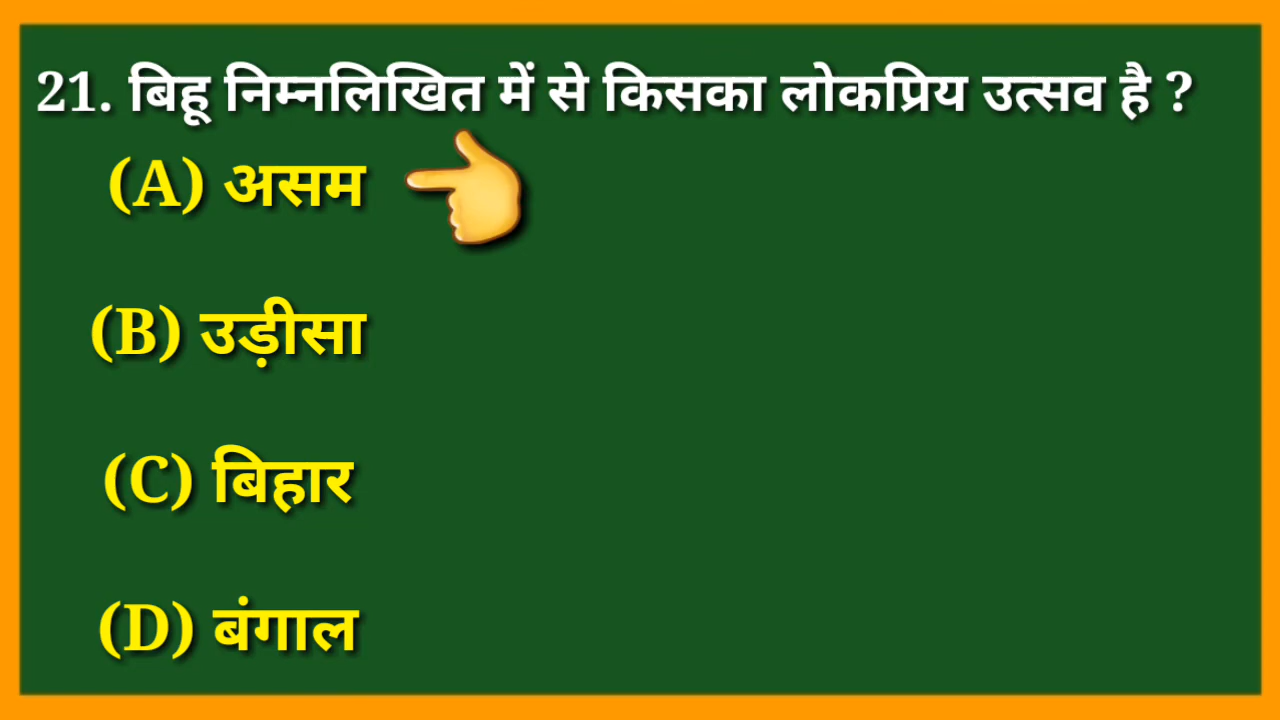 21. बिहू निम्नलिखित में से किसका लोकप्रिय उत्सव है ?
(A) असम
(B) उड़ीसा
(C) बिहार
(D) बंगाल